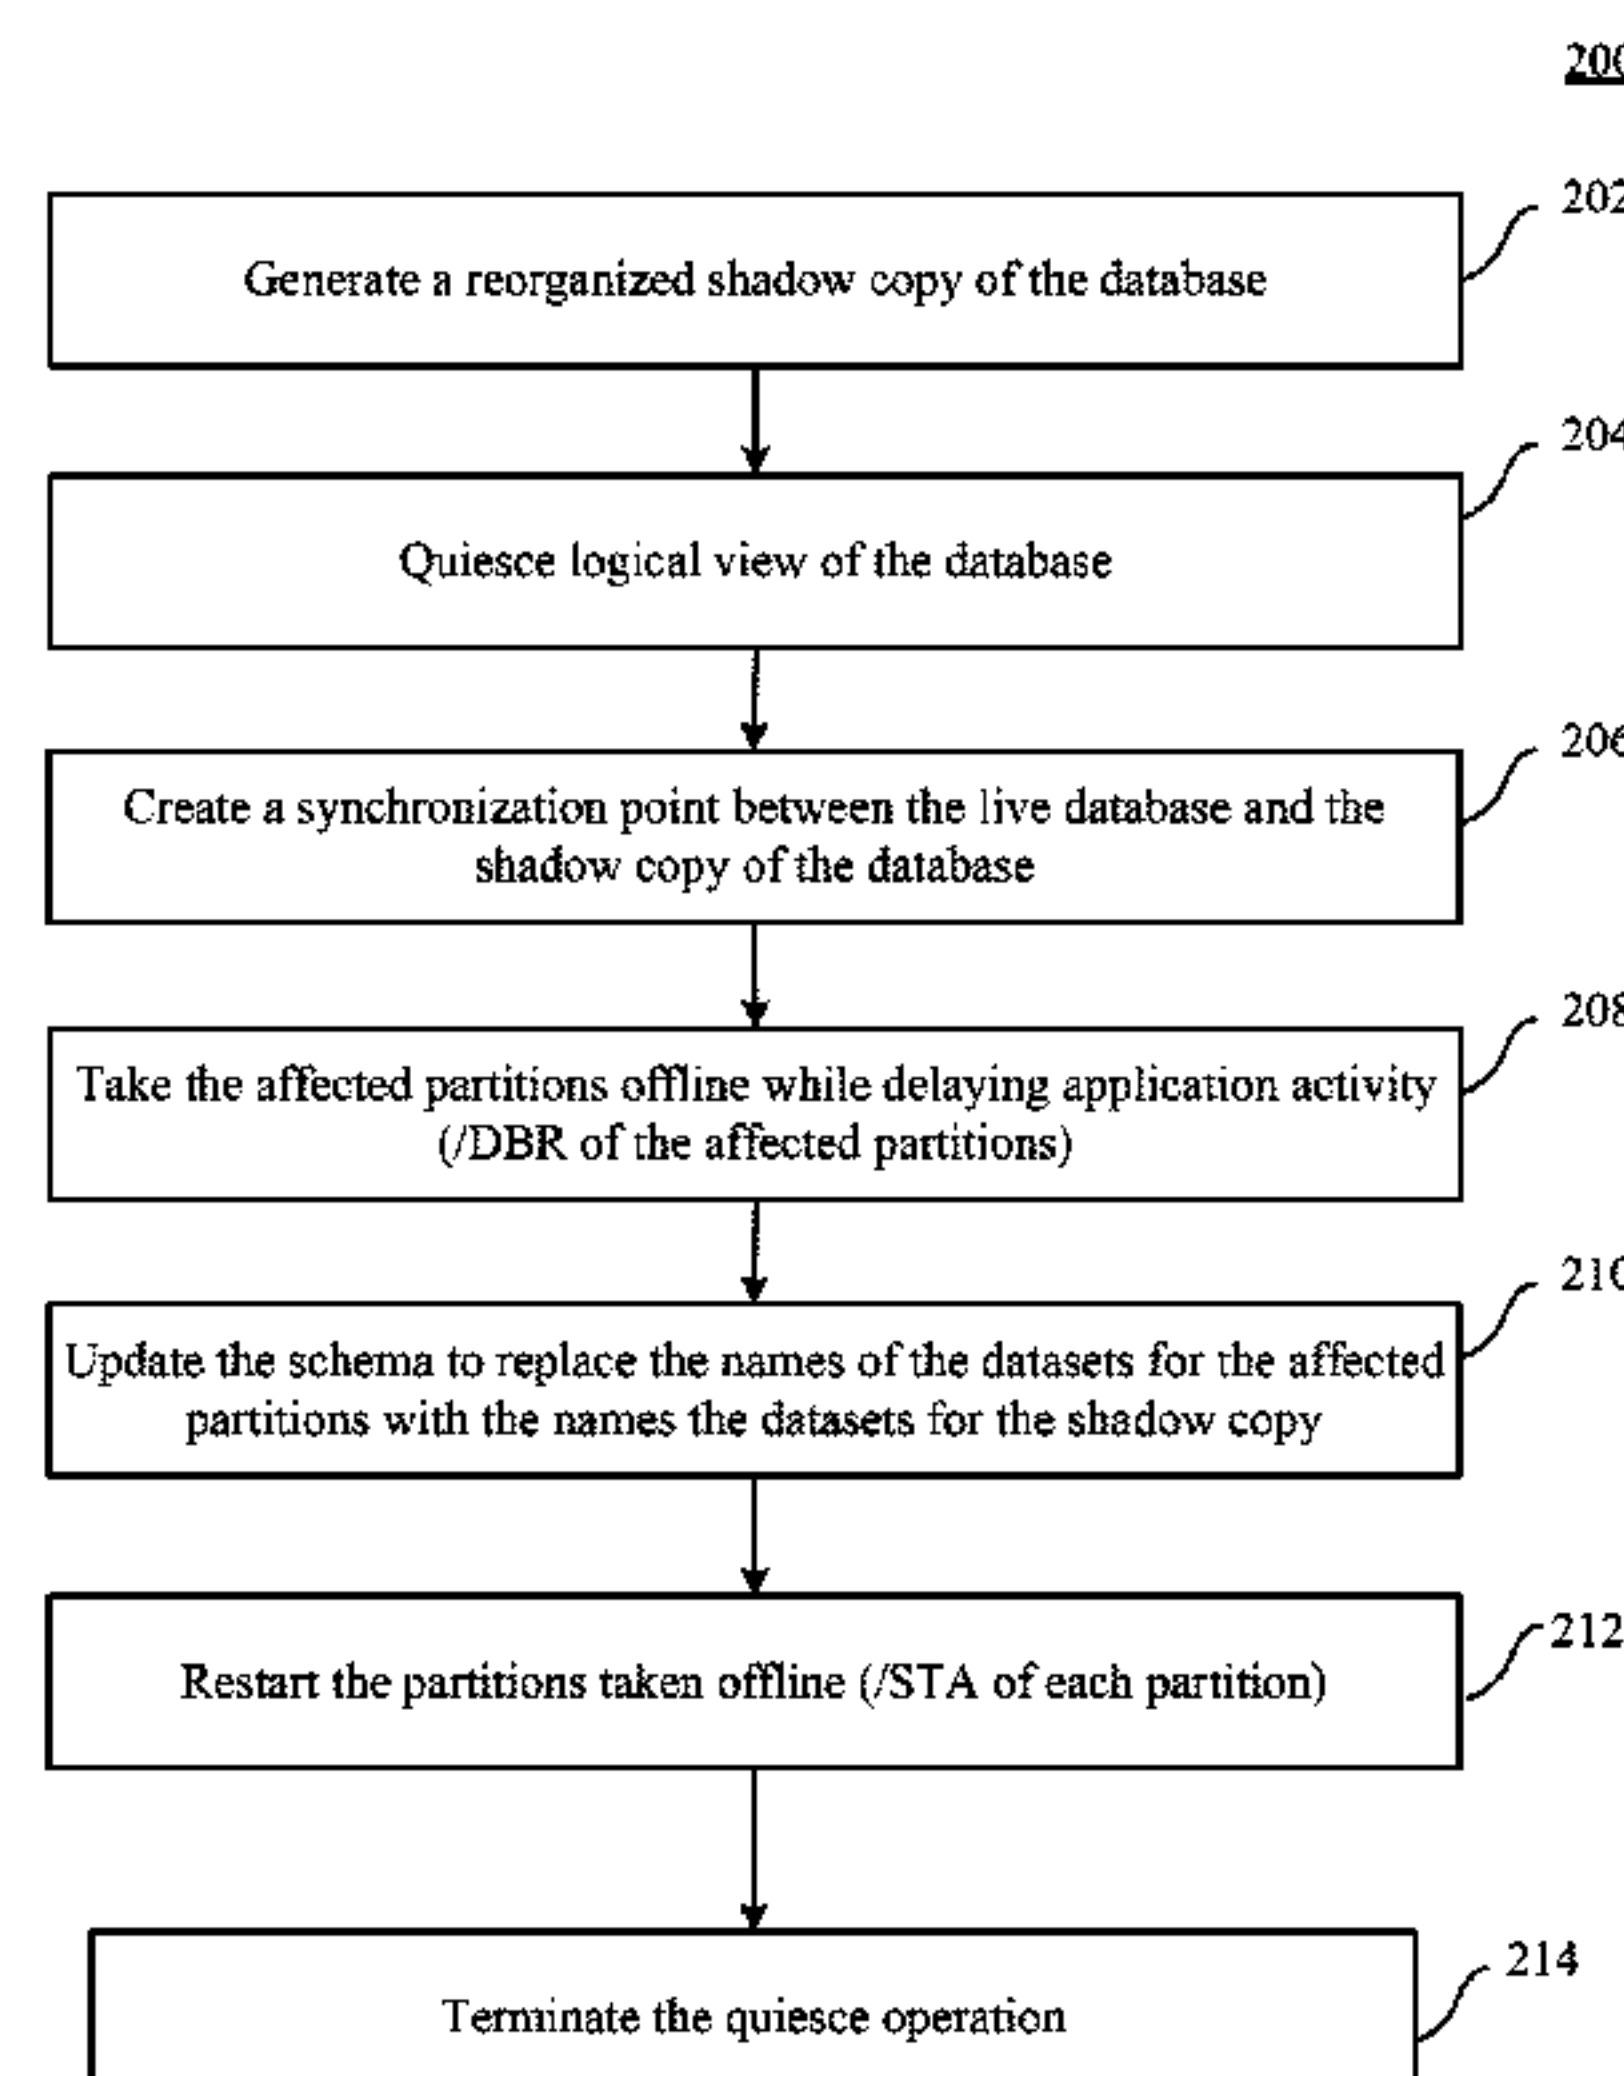 200
202
Generate a reorganized shadow copy of the database
204
Quiesce logical view of the database
206
Create a synchronization point between the live database and the
shadow copy of the database
208
Take the affected partitions offline while delaying application activity
(/DBR of the affected partitions)
210
Update the schema to replace the names of the datasets for the affected
partitions with the names the datasets for the shadow copy
212
Restart the partitions taken offline (/STA of each partition)
214
Terminate the quiesce operation